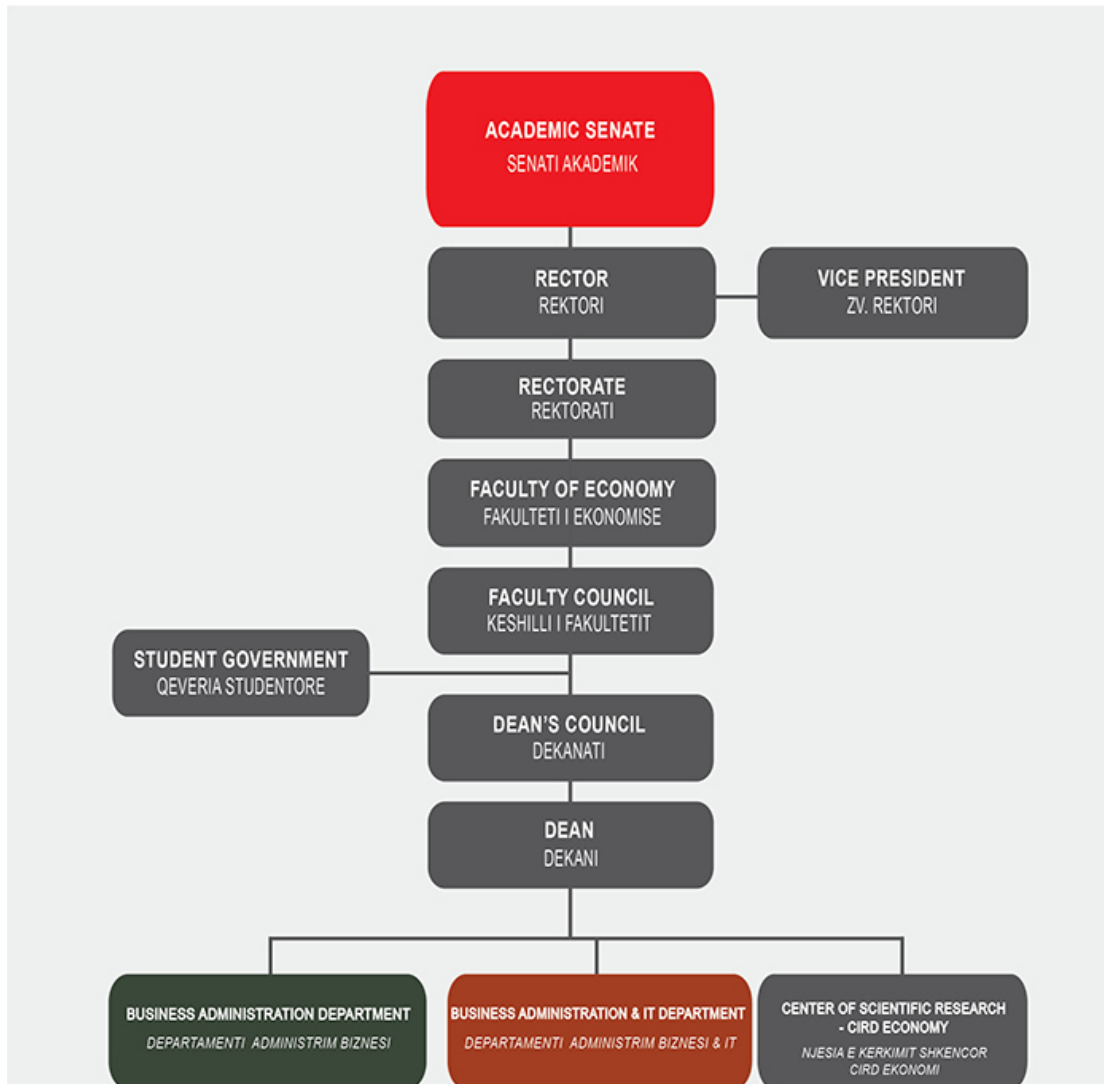 ACADEMIC SENATE
SENATI AKADEMIK
RECTOR
REKTORI
VICE PRESIDENT
ZV. REKTORI
RECTORATE
REKTORATI
FACULTY OF ECONOMY
FAKULTETI I EKONOMISE
FACULTY COUNCIL
KESHILLI I FAKULTETIT
STUDENT GOVERNMENT
QEVERIA STUDENTORE
DEAN'S COUNCIL
DEKANATI
DEAN
DEKANI
BUSINESS ADMINISTRATION DEPARTMENT
DEPARTAMENTI ADMINISTRIM BIZNESI
BUSINESS ADMINISTRATION & IT DEPARTMENT
DEPARTAMENTI ADMINISTRIM BIZNESI & IT
CENTER OF SCIENTIFIC RESEARCH
- CIRD ECONOMY
NJESIA E KERKIMIT SHKENCOR
CIRD EKONOMI